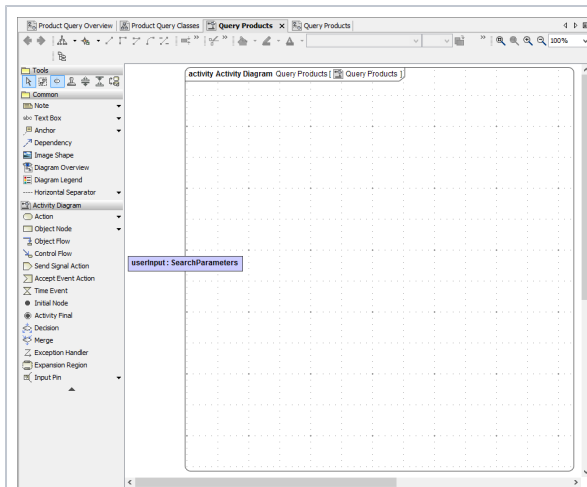 Product Query Overview
Product Query Classes
Query Products
Query Products
100%
Tools
Common
Note
Text Box
Anchor
Dependency
Image Shape
Diagram Overview
Diagram Legend
Horizontal Separator
Activity Diagram
Action
Object Node
Object Flow
Control Flow
Send Signal Action
Accept Event Action
Time Event
Initial Node
Activity Final
Decision
Merge
Exception Handler
Expansion Region
Input Pin
activity Activity Diagram Query Products [ Query Products ]
userInput : SearchParameters